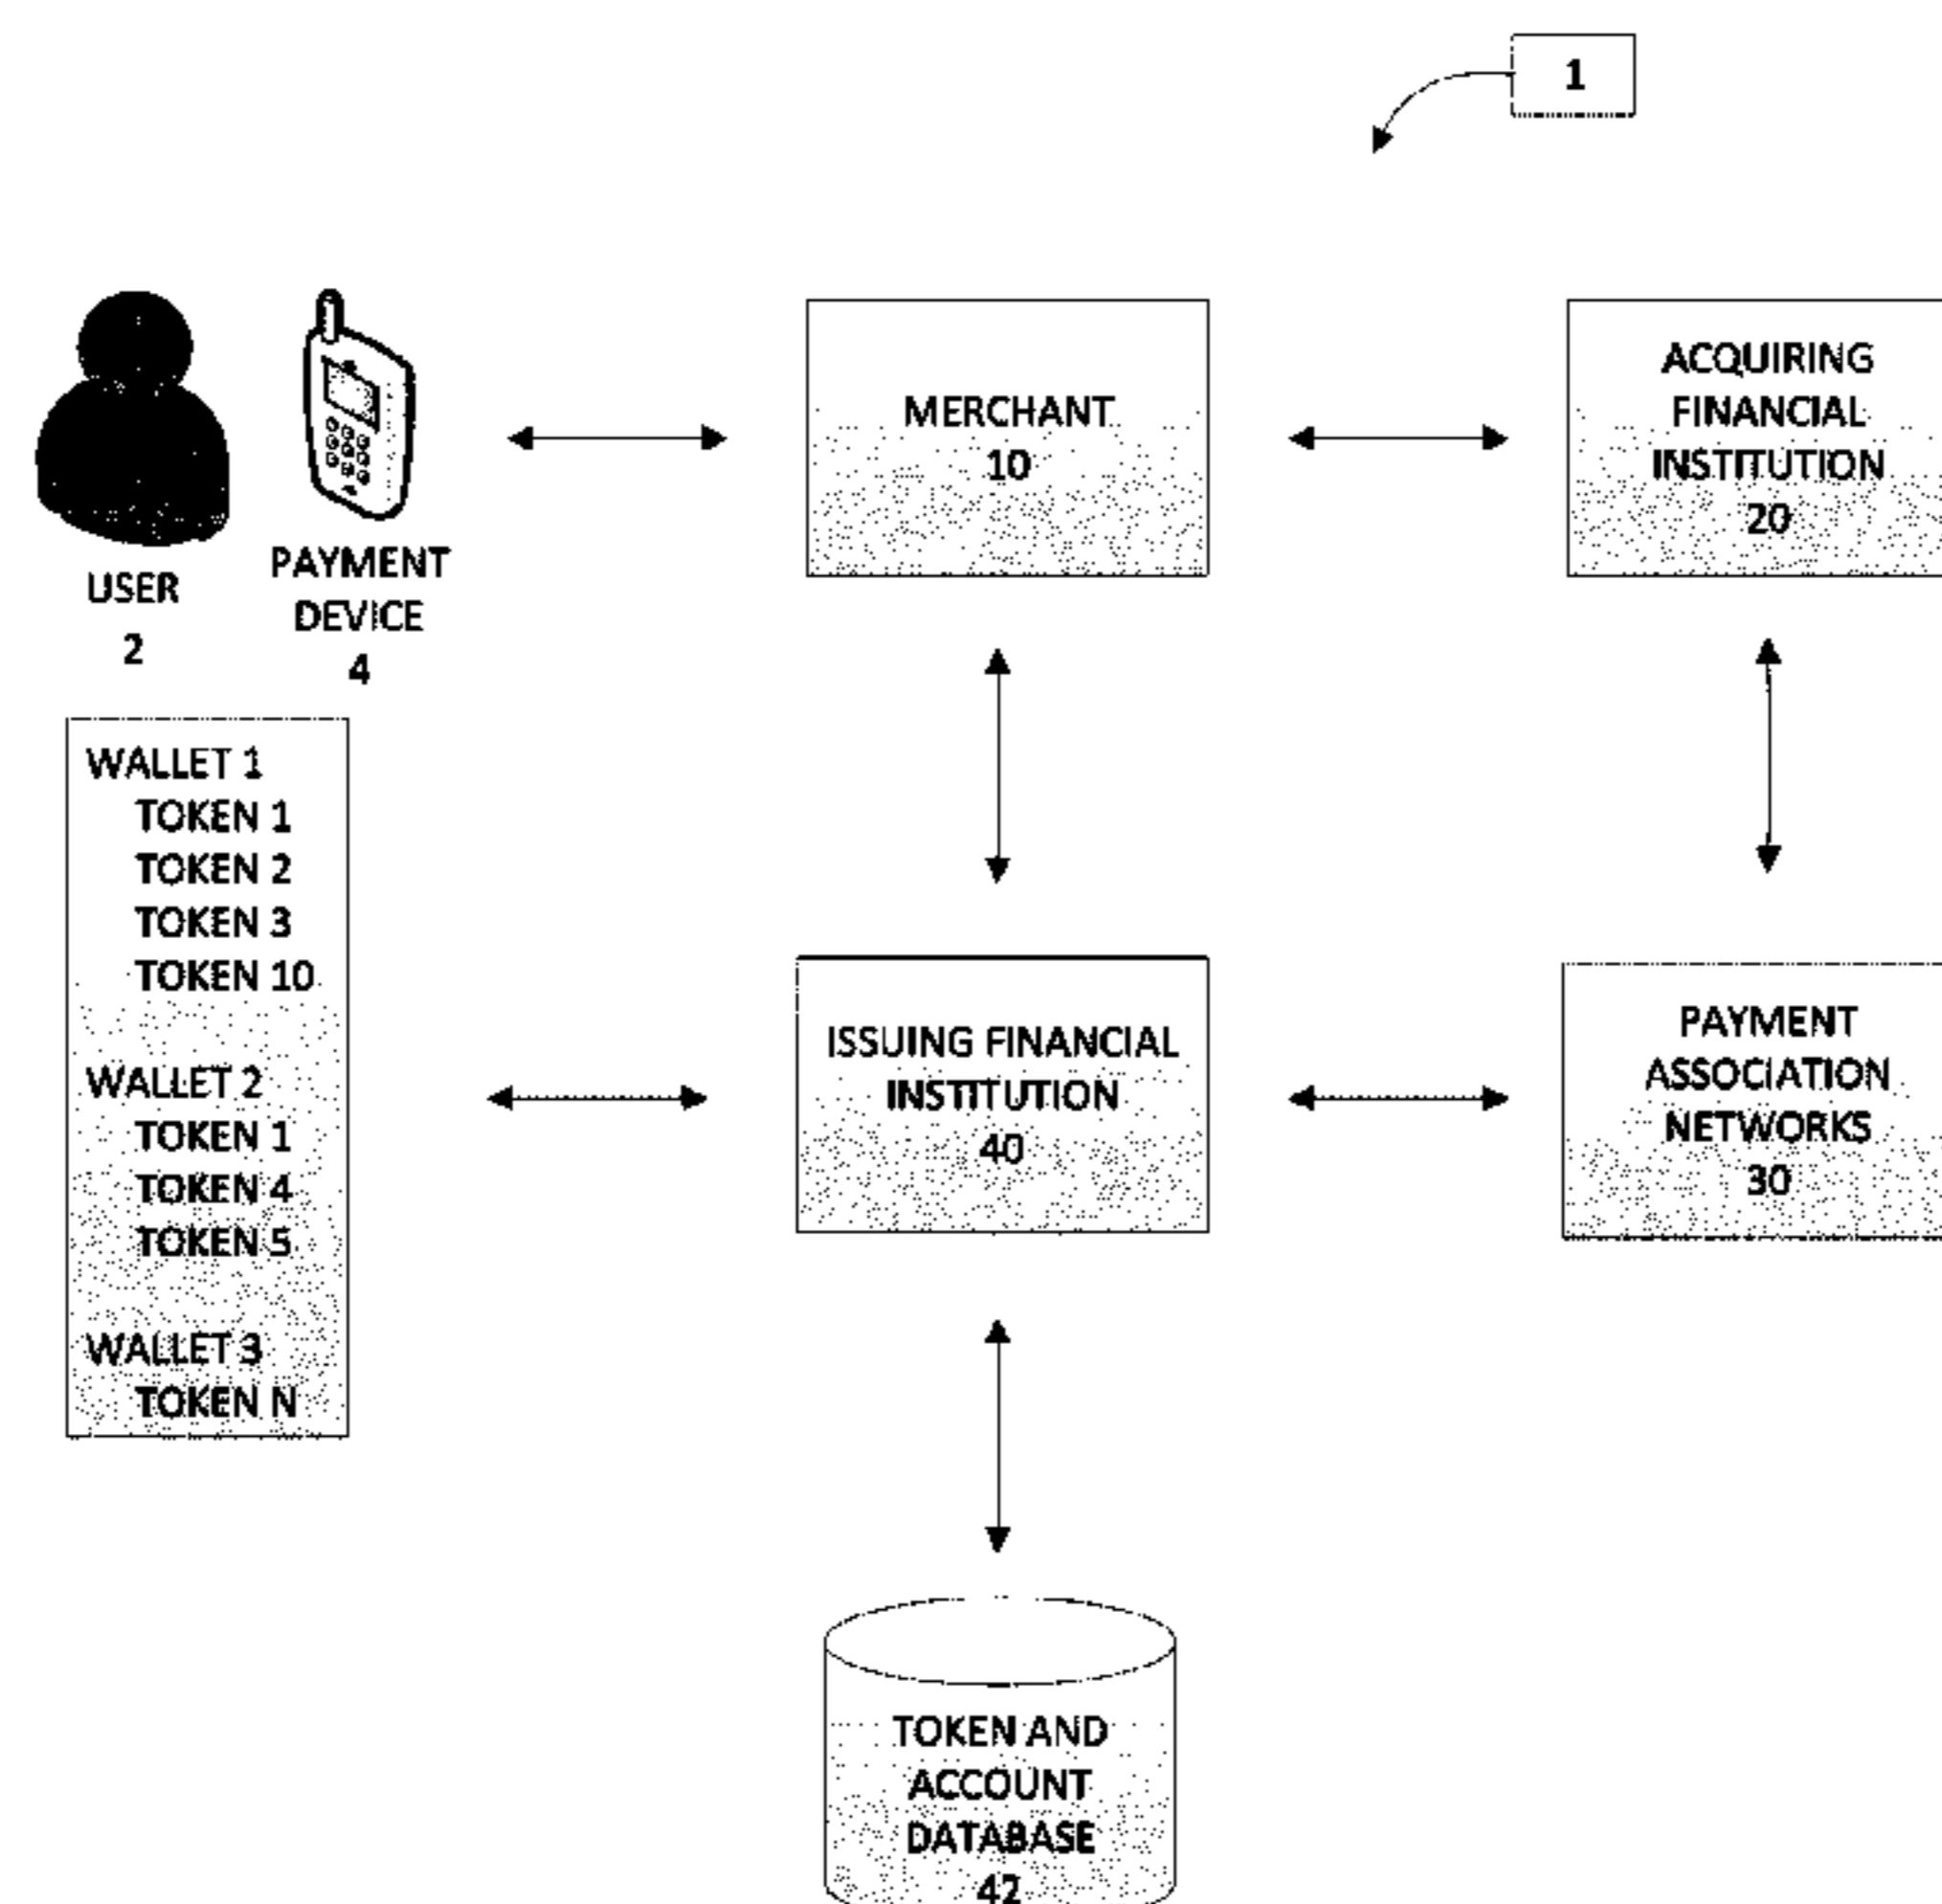 1
USER
2
PAYMENT
DEVICE
4
MERCHANT
10
ACQUIRING
FINANCIAL
INSTITUTION
20
WALLET 1
TOKEN 1
TOKEN 2
TOKEN 3
TOKEN 10
WALLET 2
TOKEN 1
TOKEN 4
TOKEN 5
WALLET 3
TOKEN N
ISSUING FINANCIAL
INSTITUTION
40
PAYMENT
ASSOCIATION
NETWORKS
30
TOKEN AND
ACCOUNT
DATABASE
42